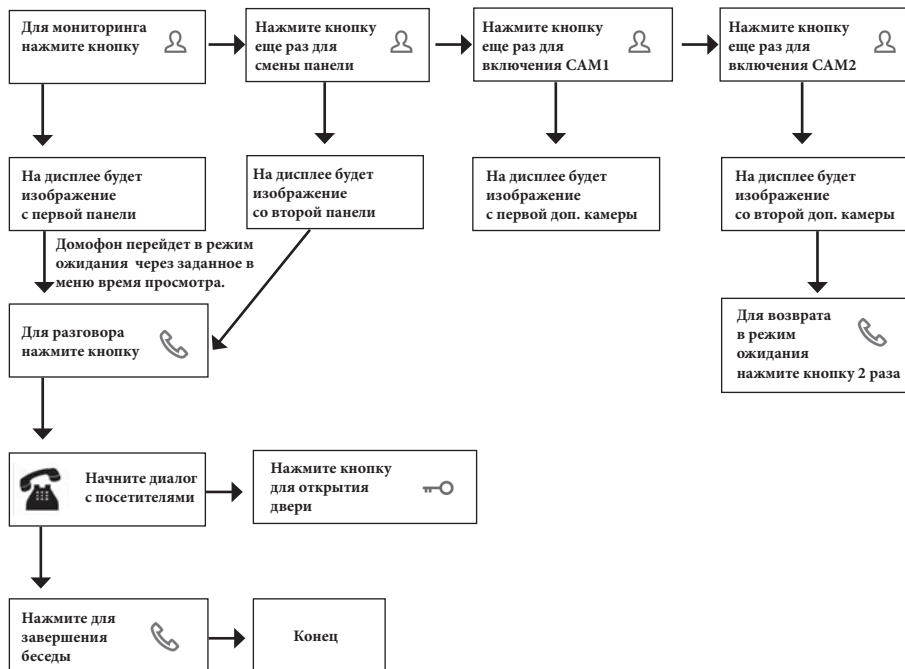 Для мониторинга
нажмите кнопку
Нажмите кнопку
еще раз для
смены панели
Нажмите кнопку
еще раз для
включения CAM1
Нажмите кнопку
еще раз для
включения CAM2
На дисплее будет
изображение
с первой панели
На дисплее будет
изображение
со второй панели
На дисплее будет
изображение
с первой доп. камеры
На дисплее будет
изображение
со второй доп. камеры
Домофон перейдет в режим
ожидания через заданное в
меню время просмотра.
Для разговора
нажмите кнопку
Для возврата
в режим
ожидания
нажмите кнопку 2 раза
Начните диалог
с посетителями
Нажмите кнопку
для открытия
двери
Нажмите для
завершения
беседы
Конец